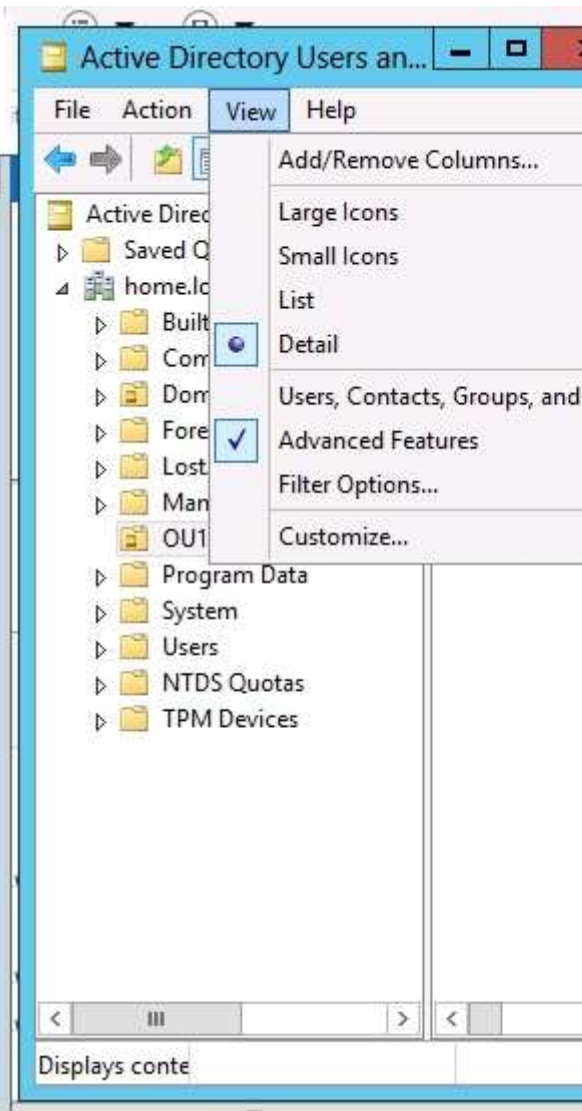 Active Directory Users an...
File Action View Help
Add/Remove Columns...
Large Icons
Small Icons
List
Detail
Users, Contacts, Groups, and
Advanced Features
Filter Options...
Customize...
Active Direc
Saved Q
home.lo
Built
Com
Dom
Fore
Lost
Man
OU1
Program Data
System
Users
NTDS Quotas
TPM Devices
Displays conte